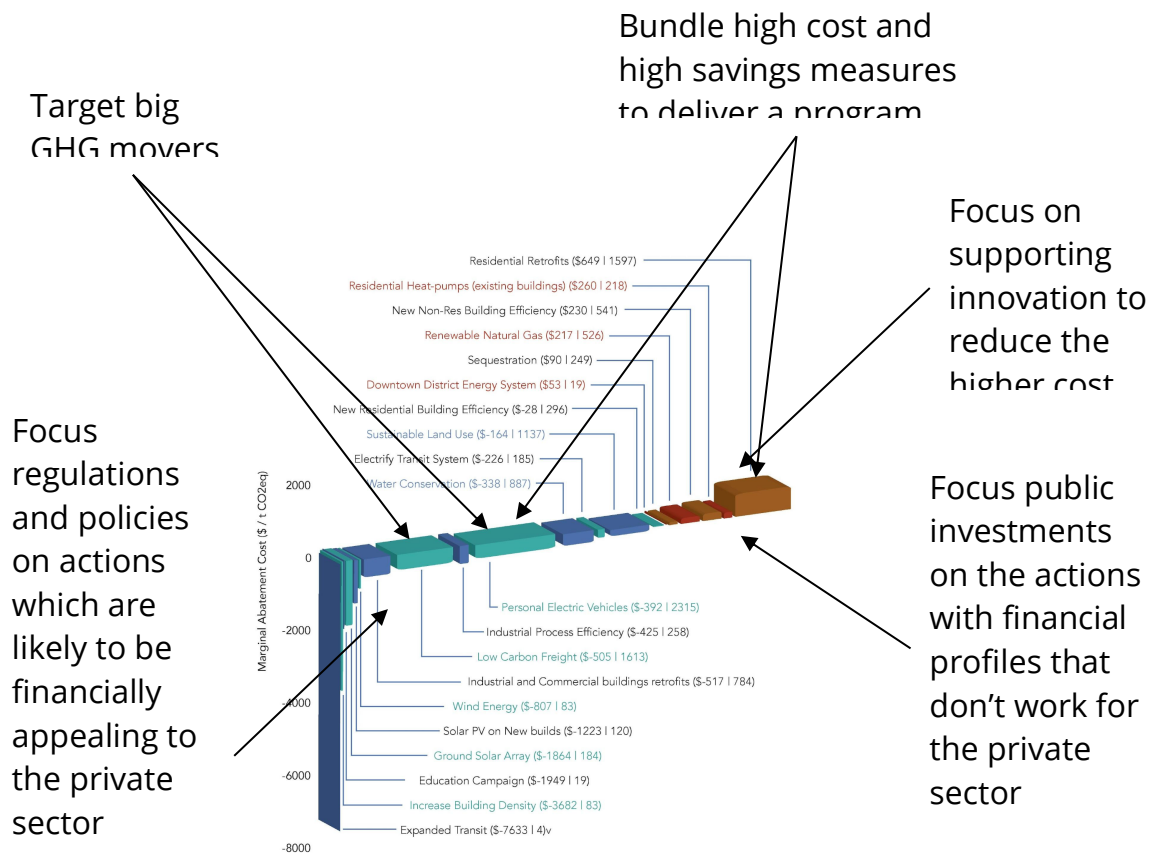 Bundle high cost and
high savings measures
to deliver a program
Target big
GHG movers
Focus on
supporting
innovation to
reduce the
higher cost
Residential Retrofits ($649 | 1597)
Residential Heat-pumps (existing buildings) ($260 | 218)
New Non-Res Building Efficiency ($230 | 541)
Renewable Natural Gas ($217 | 526)
Sequestration ($90 | 249)
Downtown District Energy System ($53 | 19)
New Residential Building Efficiency ($-28 | 296)
Sustainable Land Use ($-164 | 1137)
Electrify Transit System ($-226 | 185)
Water Conservation ($-338 | 887)
Focus
regulations
and policies
on actions
which are
likely to be
financially
appealing to
the private
sector
Marginal Abatement Cost ($ / t CO2eq)
2000
0
-2000
-4000
-6000
-8000
Personal Electric Vehicles ($-392 | 2315)
Industrial Process Efficiency ($-425 | 258)
Low Carbon Freight ($-505 | 1613)
Industrial and Commercial buildings retrofits ($-517 | 784)
Wind Energy ($-807 | 83)
Solar PV on New builds ($-1223 | 120)
Ground Solar Array ($-1864 | 184)
Education Campaign ($-1949 | 19)
Increase Building Density ($-3682 | 83)
Expanded Transit ($-7633 | 4)v
Focus public
investments
on the actions
with financial
profiles that
don’t work for
the private
sector